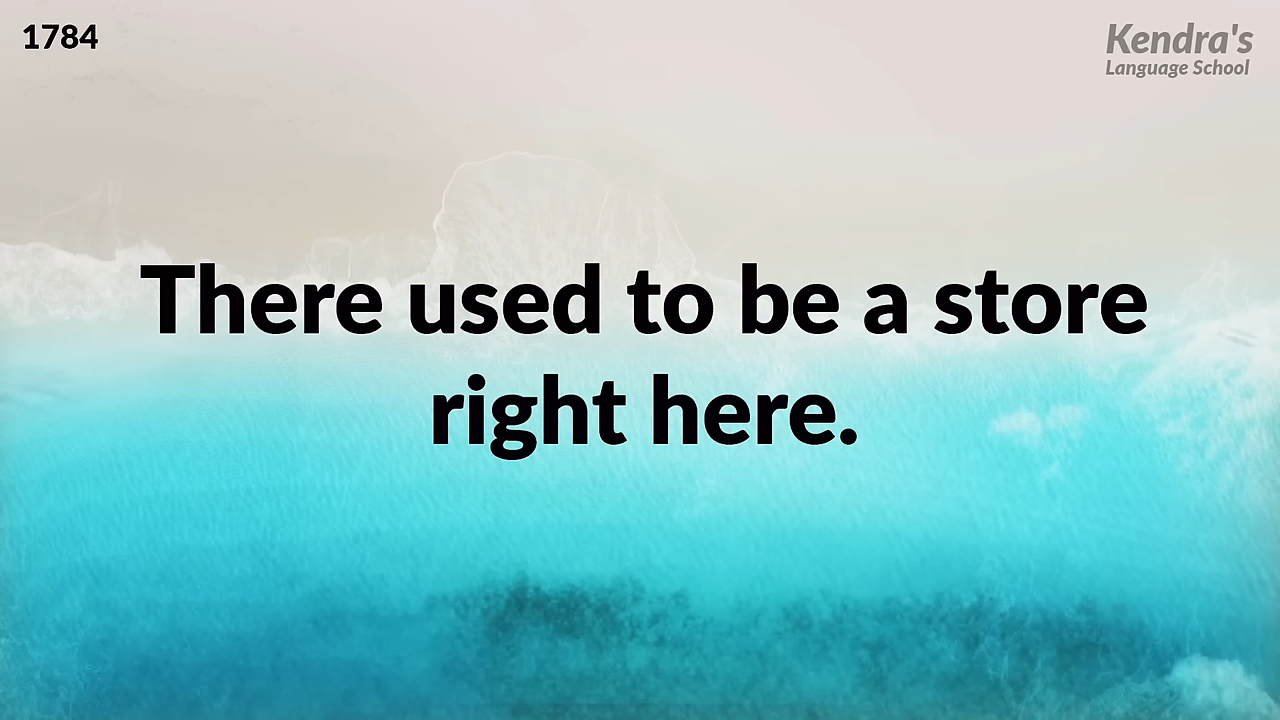 1784
Kendra's
Language School
There used to be a store
right here.